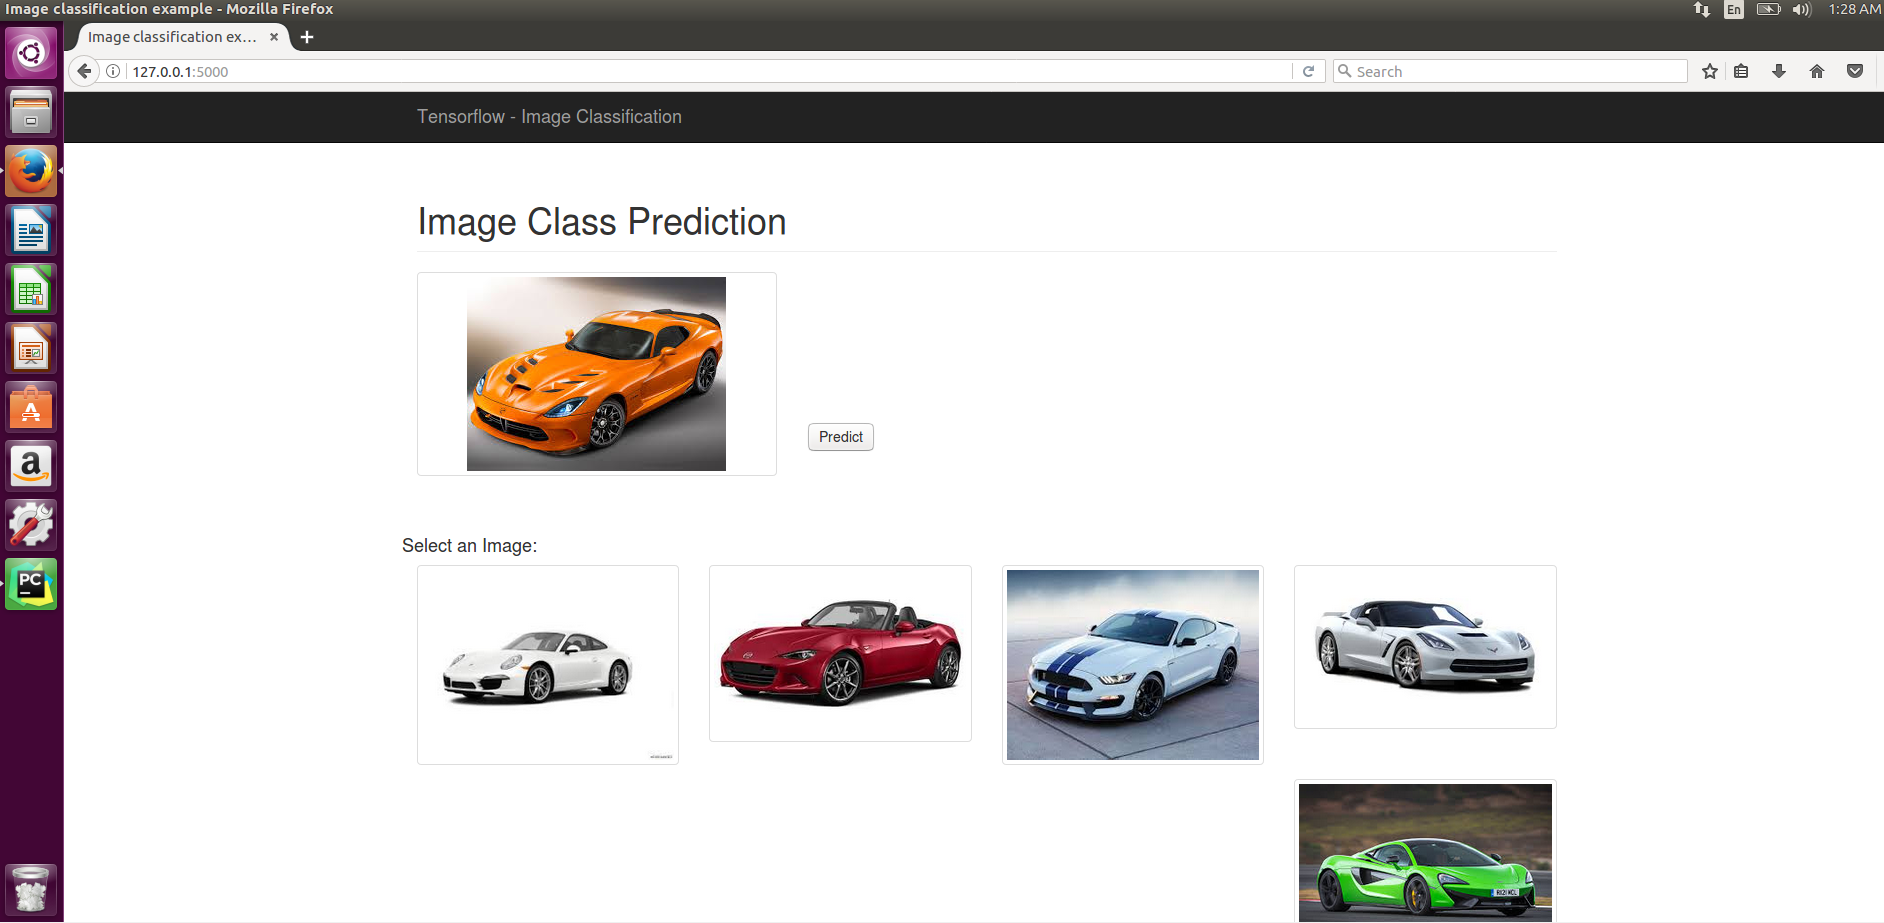 Image classification example - Mozilla Firefox
En
1:28 AM
Image classification ex...
127.0.0.1:5000
Search
Tensorflow - Image Classification
Image Class Prediction
Predict
Select an Image:
A
a
PC